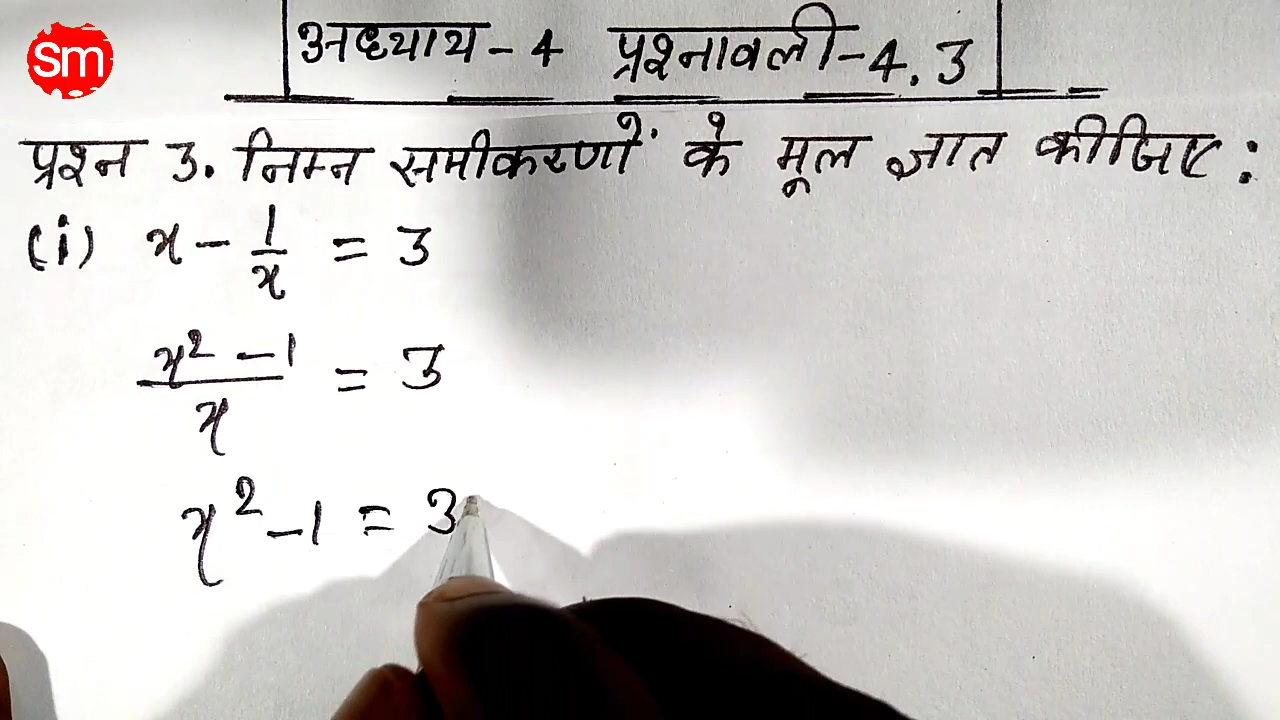 Sm
अध्याय-4 प्रश्नावली-4.3
प्रश्न 3. निम्न समीकरणों के मूल ज्ञात कीजिए:
(i) x - 1/x = 3
x² - 1 / x = 3
x² - 1 = 3